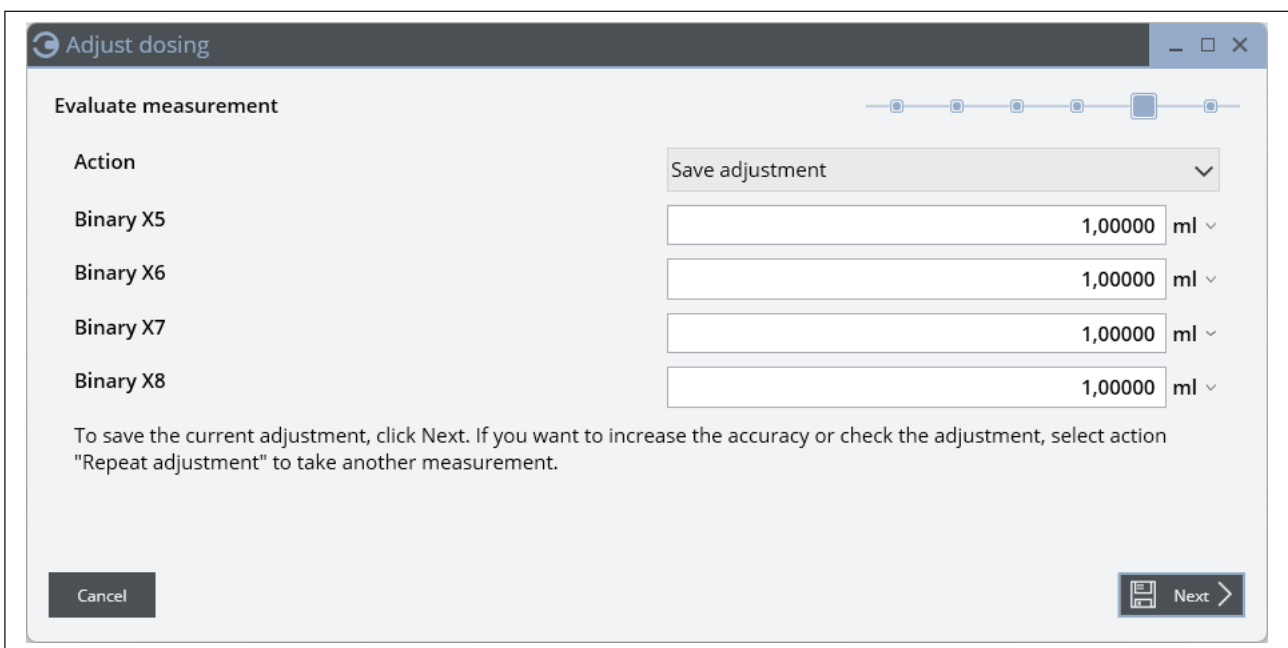 Adjust dosing
Evaluate measurement
Action
Save adjustment
Binary X5
1,00000 ml
Binary X6
1,00000 ml
Binary X7
1,00000 ml
Binary X8
1,00000 ml
To save the current adjustment, click Next. If you want to increase the accuracy or check the adjustment, select action
"Repeat adjustment" to take another measurement.
Cancel
Next